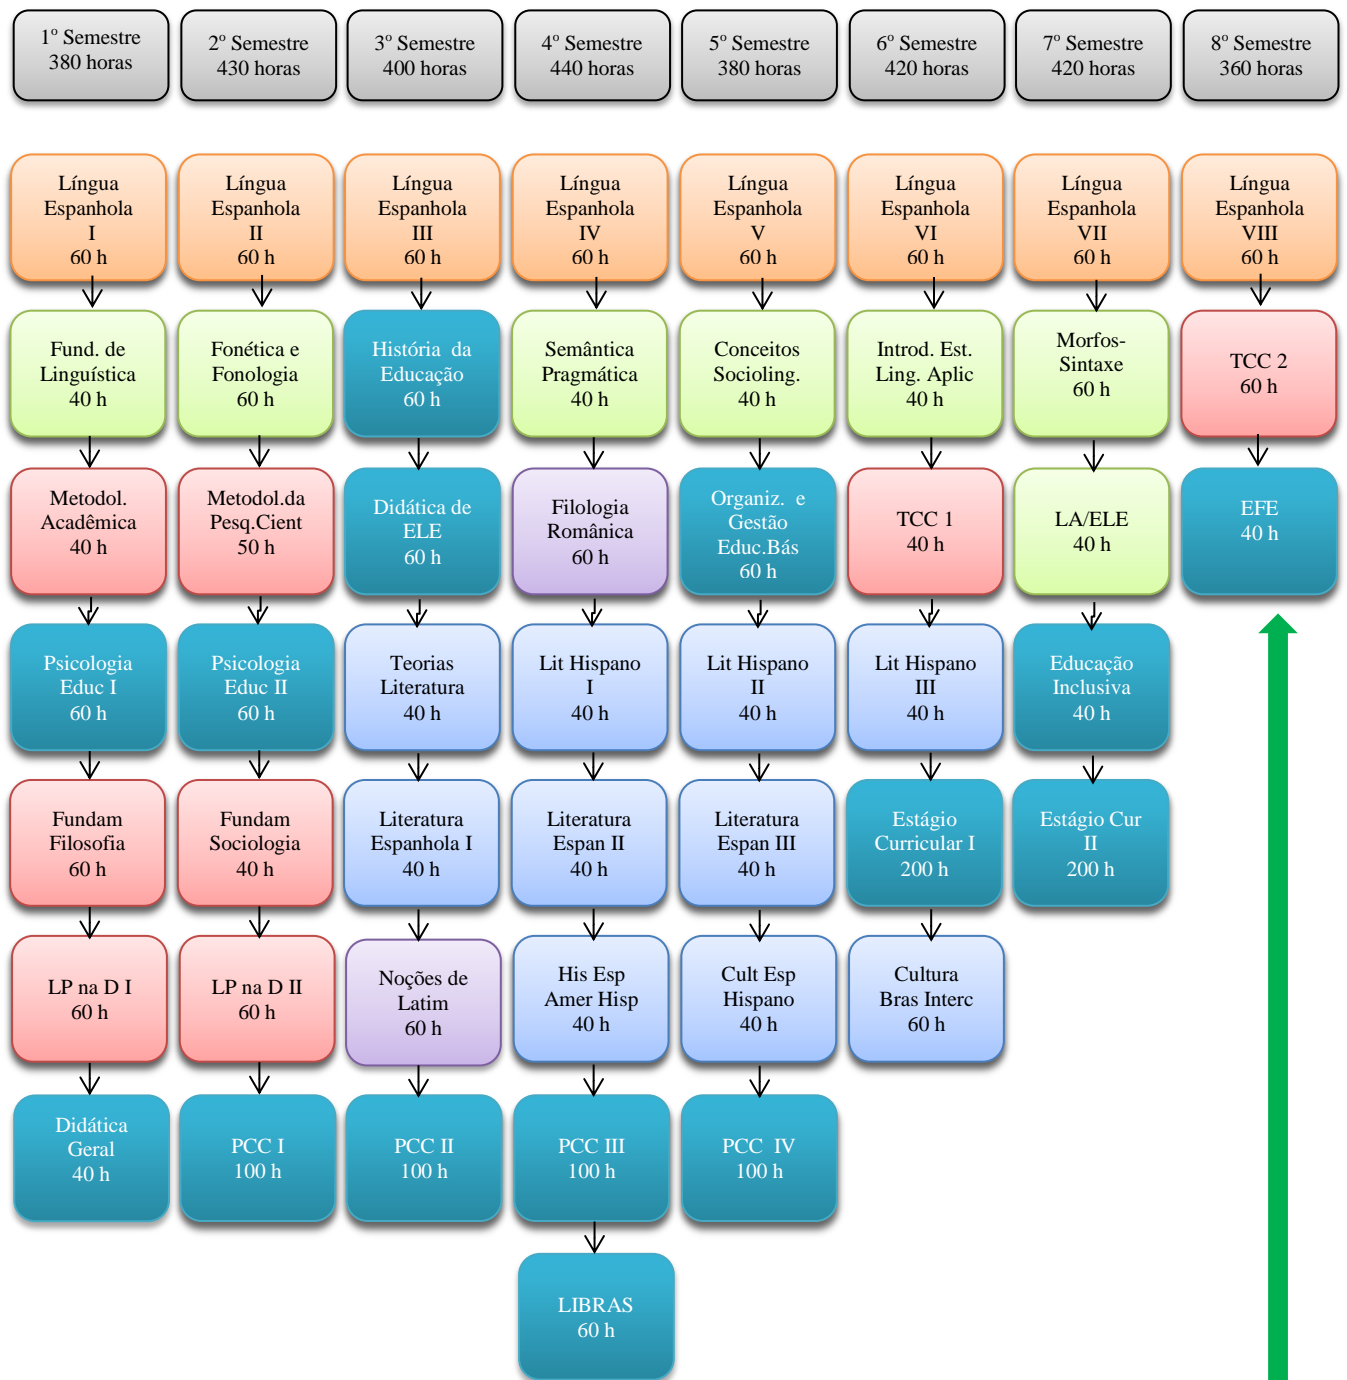 1º Semestre
380 horas
2º Semestre
430 horas
3º Semestre
400 horas
4º Semestre
440 horas
5º Semestre
380 horas
6º Semestre
420 horas
7º Semestre
420 horas
8º Semestre
360 horas
Língua
Espanhola
I
60 h
Língua
Espanhola
II
60 h
Língua
Espanhola
III
60 h
Língua
Espanhola
IV
60 h
Língua
Espanhola
V
60 h
Língua
Espanhola
VI
60 h
Língua
Espanhola
VII
60 h
Língua
Espanhola
VIII
60 h
Fund. de
Linguística
40 h
Fonética e
Fonologia
60 h
História da
Educação
60 h
Semântica
Pragmática
40 h
Conceitos
Socioling.
40 h
Introd. Est.
Ling. Aplic
40 h
Morfos-
Sintaxe
60 h
TCC 2
60 h
Metodol.
Acadêmica
40 h
Metodol.da
Pesq.Cient
50 h
Didática de
ELE
60 h
Filologia
Românica
60 h
Organiz. e
Gestão
Educ.Bás
60 h
TCC 1
40 h
LA/ELE
40 h
EFE
40 h
Psicologia
Educ I
60 h
Psicologia
Educ II
60 h
Teorias
Literatura
40 h
Lit Hispano
I
40 h
Lit Hispano
II
40 h
Lit Hispano
III
40 h
Educação
Inclusiva
40 h
Fundam
Filosofia
60 h
Fundam
Sociologia
40 h
Literatura
Espanhola I
40 h
Literatura
Espan II
40 h
Literatura
Espan III
40 h
Estágio
Curricular I
200 h
Estágio Cur
II
200 h
LP na D I
60 h
LP na D II
60 h
Noções de
Latim
60 h
His Esp
Amer Hisp
40 h
Cult Esp
Hispano
40 h
Cultura
Bras Interc
60 h
Didática
Geral
40 h
PCC I
100 h
PCC II
100 h
PCC III
100 h
PCC IV
100 h
LIBRAS
60 h